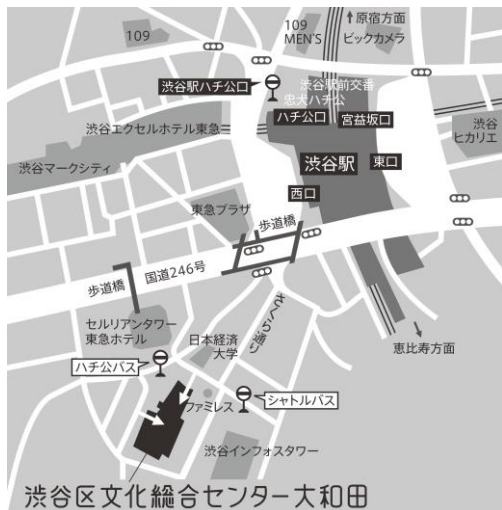 109
109
MEN'S
↑原宿方面
ビックカメラ
渋谷駅ハチ公口
渋谷駅前交番
忠犬ハチ公
ハチ公口
宮益坂口
渋谷エクセルホテル東急
渋谷
ヒカリエ
渋谷マークシティ
渋谷駅
東口
西口
東急プラザ
歩道橋
国道246号
歩道橋
さくら通り
セルリアンタワー
東急ホテル
日本経済
大学
恵比寿方面
ハチ公バス
シャトルバス
ファミレス
渋谷インフォスタワー
渋谷区文化総合センター大和田